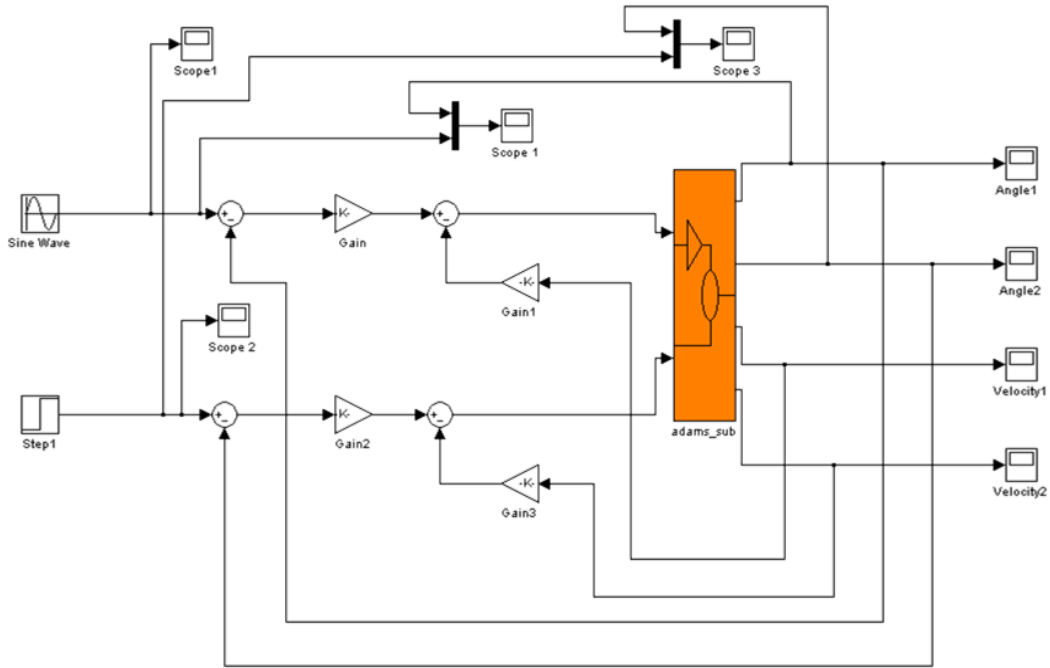 Scope1
Scope 3
Scope 1
Angle1
Sine Wave
K-
Gain
-K-
Gain1
Angle2
Scope 2
Velocity1
Step1
K-
Gain2
adams_sub
-K-
Gain3
Velocity2